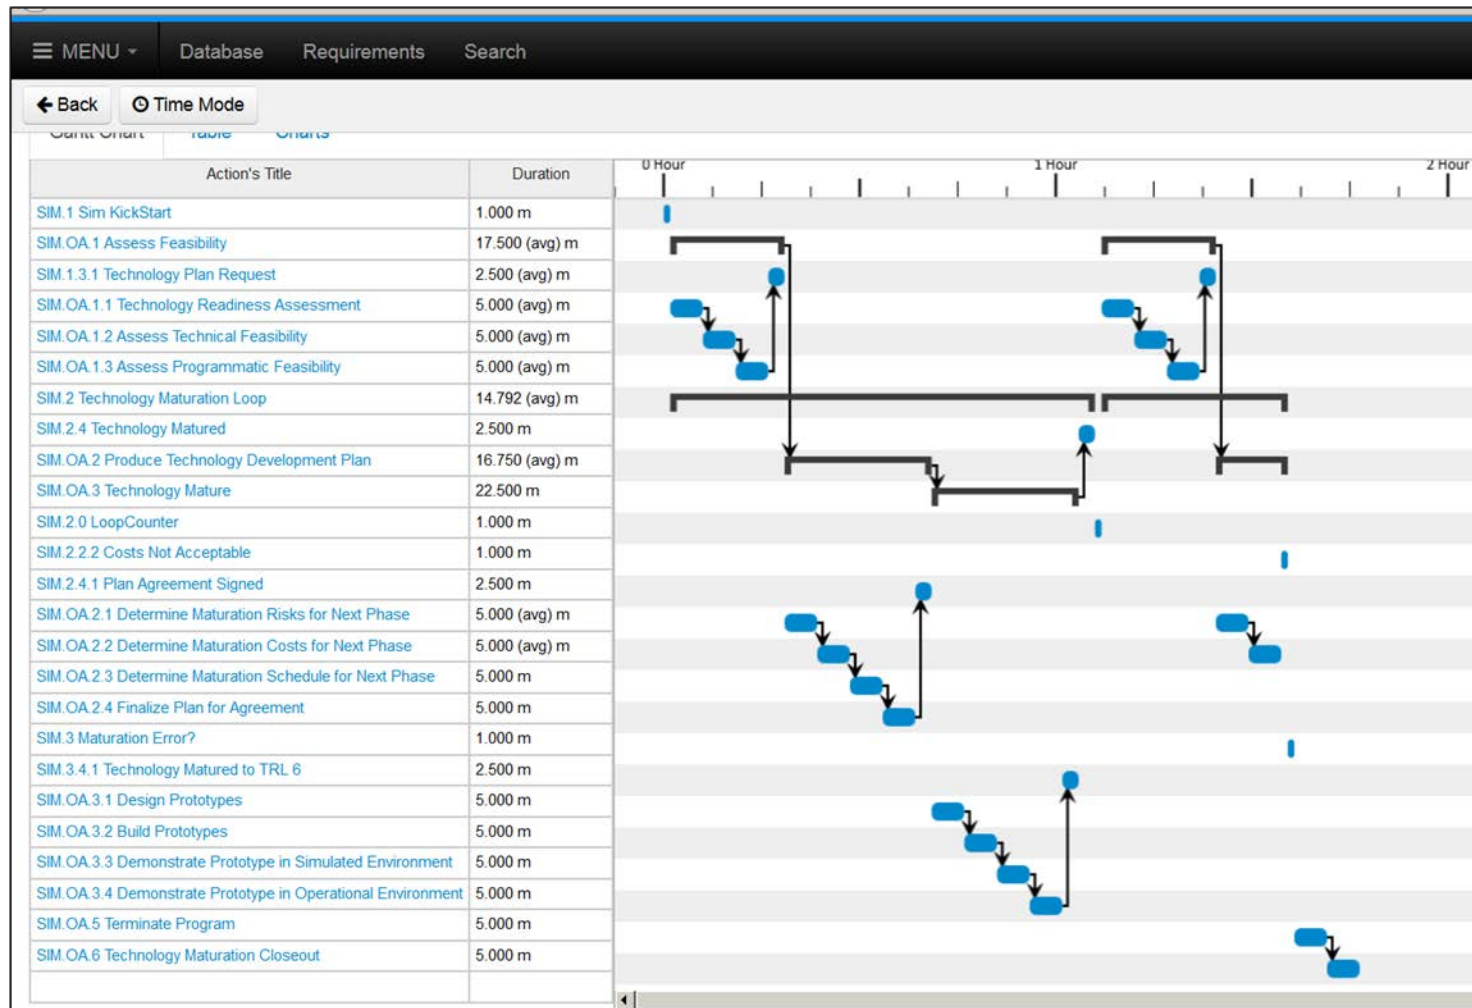 MENU Database Requirements Search
Back Time Mode
Gantt Chart Table Charts
Action's Title Duration 0 Hour 1 Hour 2 Hour
SIM.1 Sim KickStart 1.000 m
SIM.OA.1 Assess Feasibility 17.500 (avg) m
SIM.1.3.1 Technology Plan Request 2.500 (avg) m
SIM.OA.1.1 Technology Readiness Assessment 5.000 (avg) m
SIM.OA.1.2 Assess Technical Feasibility 5.000 (avg) m
SIM.OA.1.3 Assess Programmatic Feasibility 5.000 (avg) m
SIM.2 Technology Maturation Loop 14.792 (avg) m
SIM.2.4 Technology Matured 2.500 m
SIM.OA.2 Produce Technology Development Plan 16.750 (avg) m
SIM.OA.3 Technology Mature 22.500 m
SIM.2.0 LoopCounter 1.000 m
SIM.2.2.2 Costs Not Acceptable 1.000 m
SIM.2.4.1 Plan Agreement Signed 2.500 m
SIM.OA.2.1 Determine Maturation Risks for Next Phase 5.000 (avg) m
SIM.OA.2.2 Determine Maturation Costs for Next Phase 5.000 (avg) m
SIM.OA.2.3 Determine Maturation Schedule for Next Phase 5.000 m
SIM.OA.2.4 Finalize Plan for Agreement 5.000 m
SIM.3 Maturation Error? 1.000 m
SIM.3.4.1 Technology Matured to TRL 6 2.500 m
SIM.OA.3.1 Design Prototypes 5.000 m
SIM.OA.3.2 Build Prototypes 5.000 m
SIM.OA.3.3 Demonstrate Prototype in Simulated Environment 5.000 m
SIM.OA.3.4 Demonstrate Prototype in Operational Environment 5.000 m
SIM.OA.5 Terminate Program 5.000 m
SIM.OA.6 Technology Maturation Closeout 5.000 m